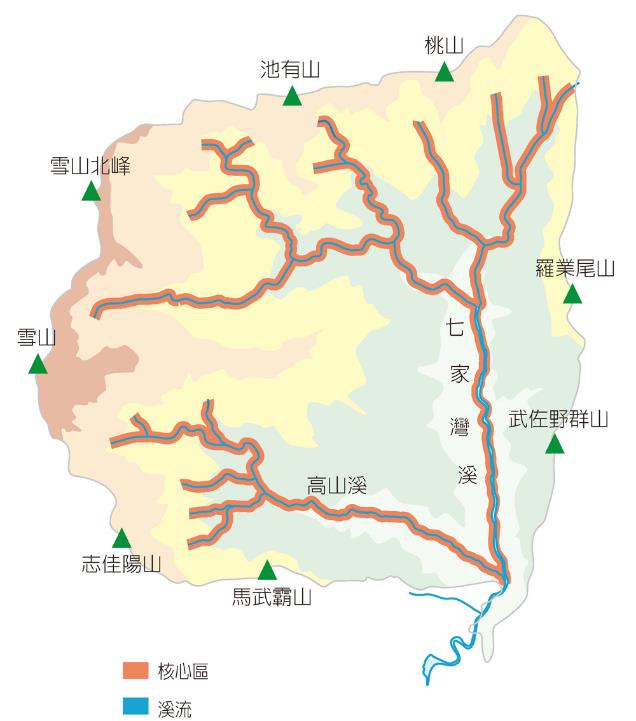 桃山
池有山
雪山北峰
羅業尾山
雪山
七家灣溪
武佐野群山
高山溪
志佳陽山
馬武霸山
核心區
溪流